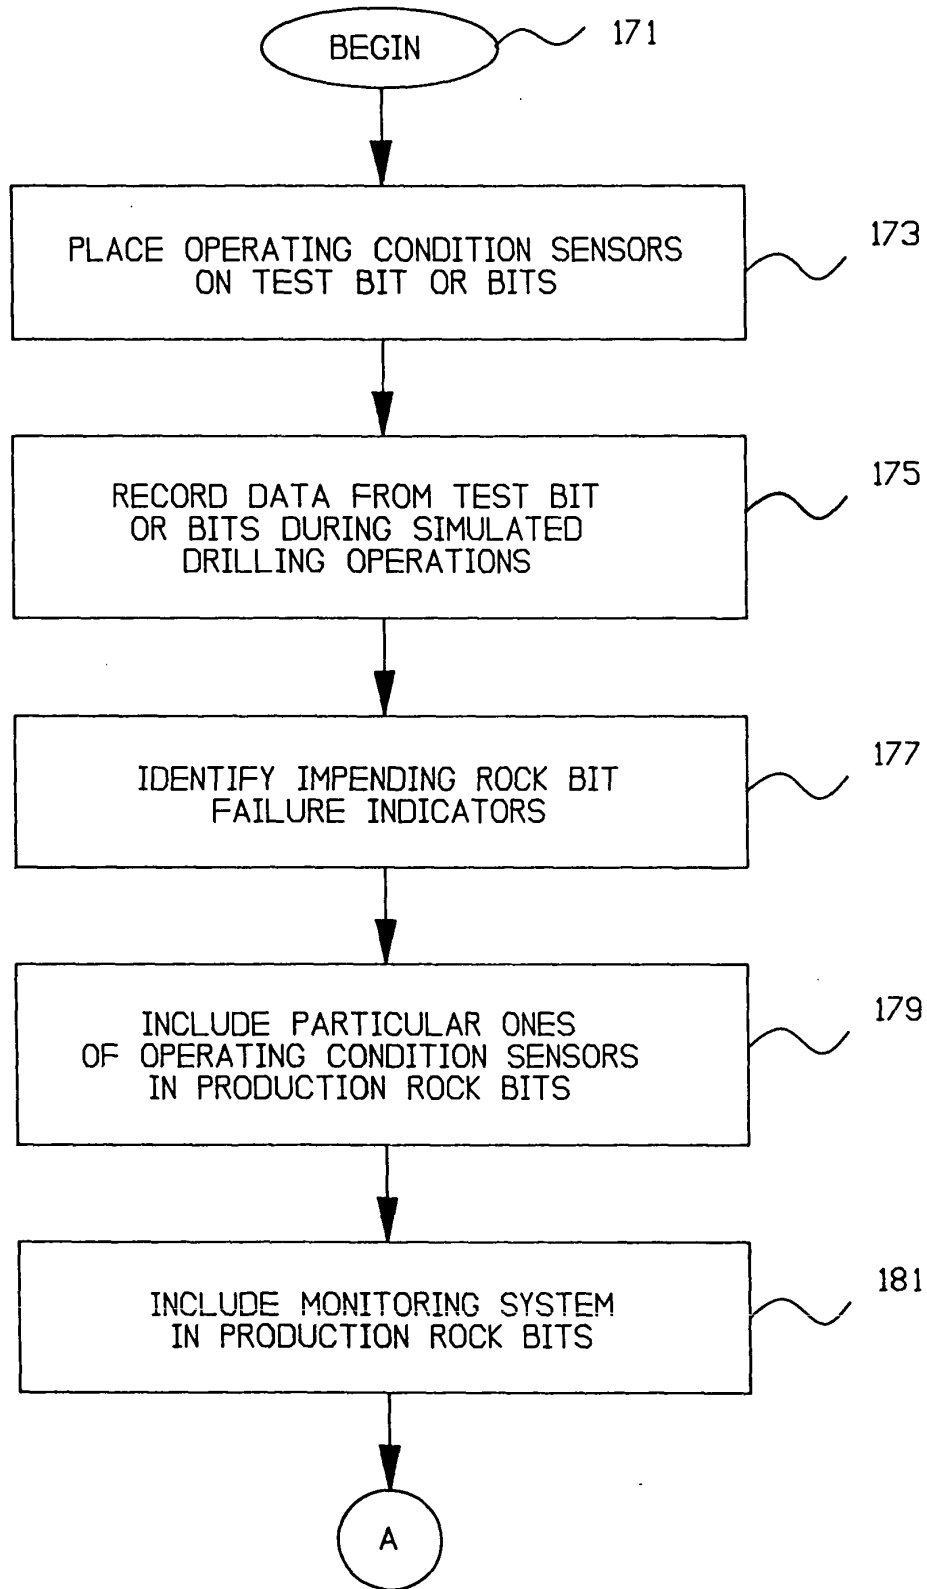 BEGIN
171
PLACE OPERATING CONDITION SENSORS
ON TEST BIT OR BITS
173
RECORD DATA FROM TEST BIT
OR BITS DURING SIMULATED
DRILLING OPERATIONS
175
IDENTIFY IMPENDING ROCK BIT
FAILURE INDICATORS
177
INCLUDE PARTICULAR ONES
OF OPERATING CONDITION SENSORS
IN PRODUCTION ROCK BITS
179
INCLUDE MONITORING SYSTEM
IN PRODUCTION ROCK BITS
181
A